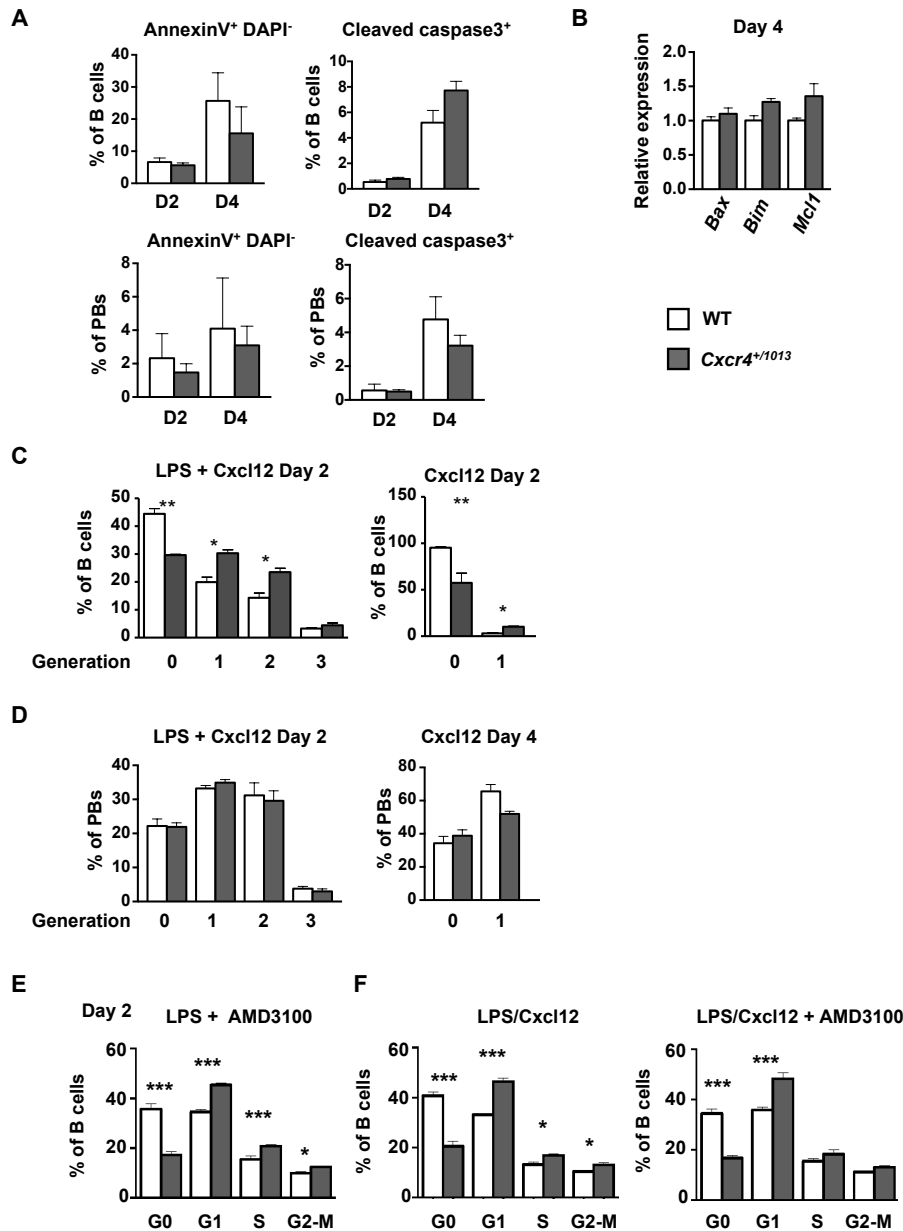 A
AnnexinV⁺ DAPI⁻
% of B cells
40
30
20
10
0
D2 D4
Cleaved caspase3⁺
% of B cells
10
8
6
4
2
0
D2 D4
B
Day 4
Relative expression
2.0
1.5
1.0
0.5
0.0
Bax Bim Mcl1
AnnexinV⁺ DAPI⁻
% of PBs
8
6
4
2
0
D2 D4
Cleaved caspase3⁺
% of PBs
8
6
4
2
0
D2 D4
WT
Cxcr4⁺/¹⁰¹³
C
LPS + Cxcl12 Day 2
% of B cells
50
40
30
20
10
0
** * *
Generation 0 1 2 3
Cxcl12 Day 2
% of B cells
150
100
50
0
** *
0 1
D
LPS + Cxcl12 Day 2
% of PBs
40
30
20
10
0
Generation 0 1 2 3
Cxcl12 Day 4
% of PBs
80
60
40
20
0
0 1
E
Day 2 LPS + AMD3100
% of B cells
60
40
20
0
*** *** *** *
G0 G1 S G2-M
F
LPS/Cxcl12
% of B cells
60
40
20
0
*** *** * *
G0 G1 S G2-M
LPS/Cxcl12 + AMD3100
% of B cells
60
40
20
0
*** ***
G0 G1 S G2-M